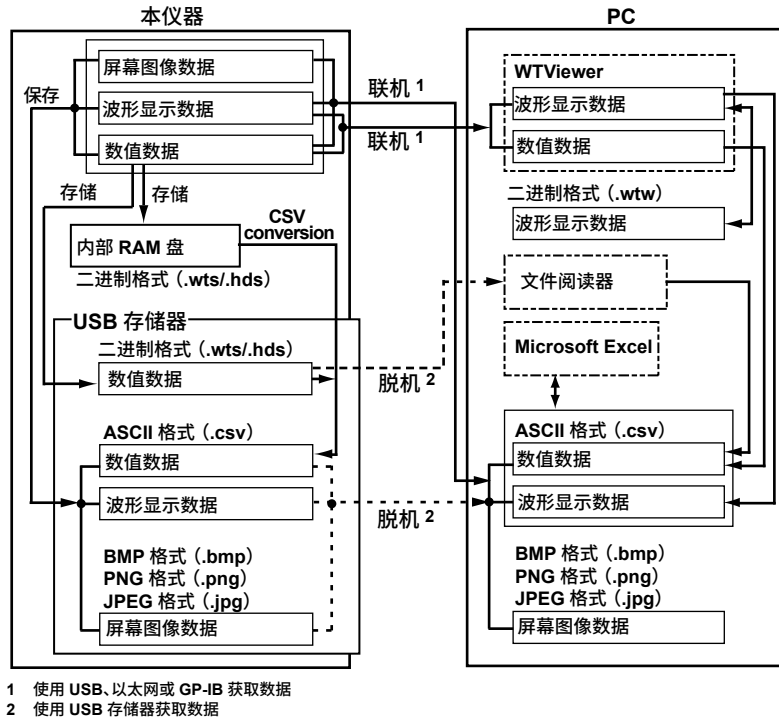 本仪器
屏幕图像数据
波形显示数据
数值数据
保存
存储
存储
内部 RAM 盘
二进制格式 (.wts/.hds)
CSV
conversion
USB 存储器
二进制格式 (.wts/.hds)
数值数据
ASCII 格式 (.csv)
数值数据
波形显示数据
BMP 格式 (.bmp)
PNG 格式 (.png)
JPEG 格式 (.jpg)
屏幕图像数据
联机 1
联机 1
脱机 2
脱机 2
PC
WTViewer
波形显示数据
数值数据
二进制格式 (.wtw)
波形显示数据
文件阅读器
Microsoft Excel
ASCII 格式 (.csv)
数值数据
波形显示数据
BMP 格式 (.bmp)
PNG 格式 (.png)
JPEG 格式 (.jpg)
屏幕图像数据
1 使用 USB、以太网或 GP-IB 获取数据
2 使用 USB 存储器获取数据